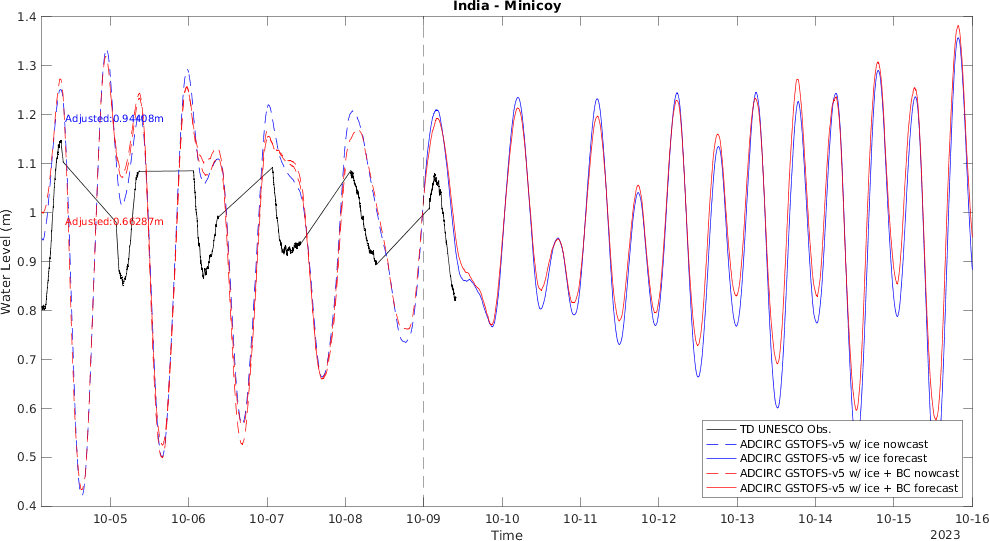 India - Minicoy
1.4
1.3
1.2
1.1
1
0.9
0.8
0.7
0.6
0.5
0.4
Water Level (m)
Adjusted:0.94408m
Adjusted:0.66287m
TD UNESCO Obs.
ADCIRC GSTOFS-v5 w/ ice nowcast
ADCIRC GSTOFS-v5 w/ ice forecast
ADCIRC GSTOFS-v5 w/ ice + BC nowcast
ADCIRC GSTOFS-v5 w/ ice + BC forecast
10-05 10-06 10-07 10-08 10-09 10-10 10-11 10-12 10-13 10-14 10-15 10-16
Time
2023